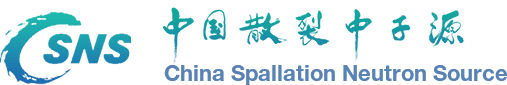 CSNS
中国散裂中子源
China Spallation Neutron Source